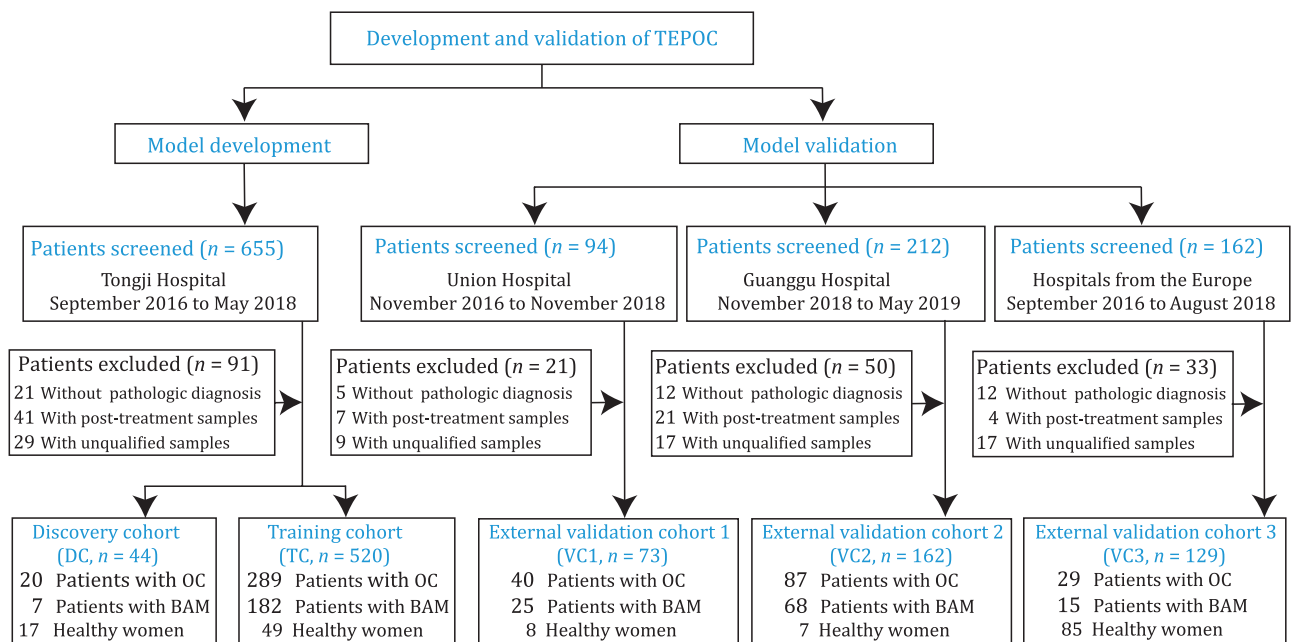 Development and validation of TEPOC
Model development
Model validation
Patients screened (n = 655)
Tongji Hospital
September 2016 to May 2018
Patients screened (n = 94)
Union Hospital
November 2016 to November 2018
Patients screened (n = 212)
Guanggu Hospital
November 2018 to May 2019
Patients screened (n = 162)
Hospitals from the Europe
September 2016 to August 2018
Patients excluded (n = 91)
21 Without pathologic diagnosis
41 With post-treatment samples
29 With unqualified samples
Patients excluded (n = 21)
5 Without pathologic diagnosis
7 With post-treatment samples
9 With unqualified samples
Patients excluded (n = 50)
12 Without pathologic diagnosis
21 With post-treatment samples
17 With unqualified samples
Patients excluded (n = 33)
12 Without pathologic diagnosis
4 With post-treatment samples
17 With unqualified samples
Discovery cohort
(DC, n = 44)
20 Patients with OC
7 Patients with BAM
17 Healthy women
Training cohort
(TC, n = 520)
289 Patients with OC
182 Patients with BAM
49 Healthy women
External validation cohort 1
(VC1, n = 73)
40 Patients with OC
25 Patients with BAM
8 Healthy women
External validation cohort 2
(VC2, n = 162)
87 Patients with OC
68 Patients with BAM
7 Healthy women
External validation cohort 3
(VC3, n = 129)
29 Patients with OC
15 Patients with BAM
85 Healthy women